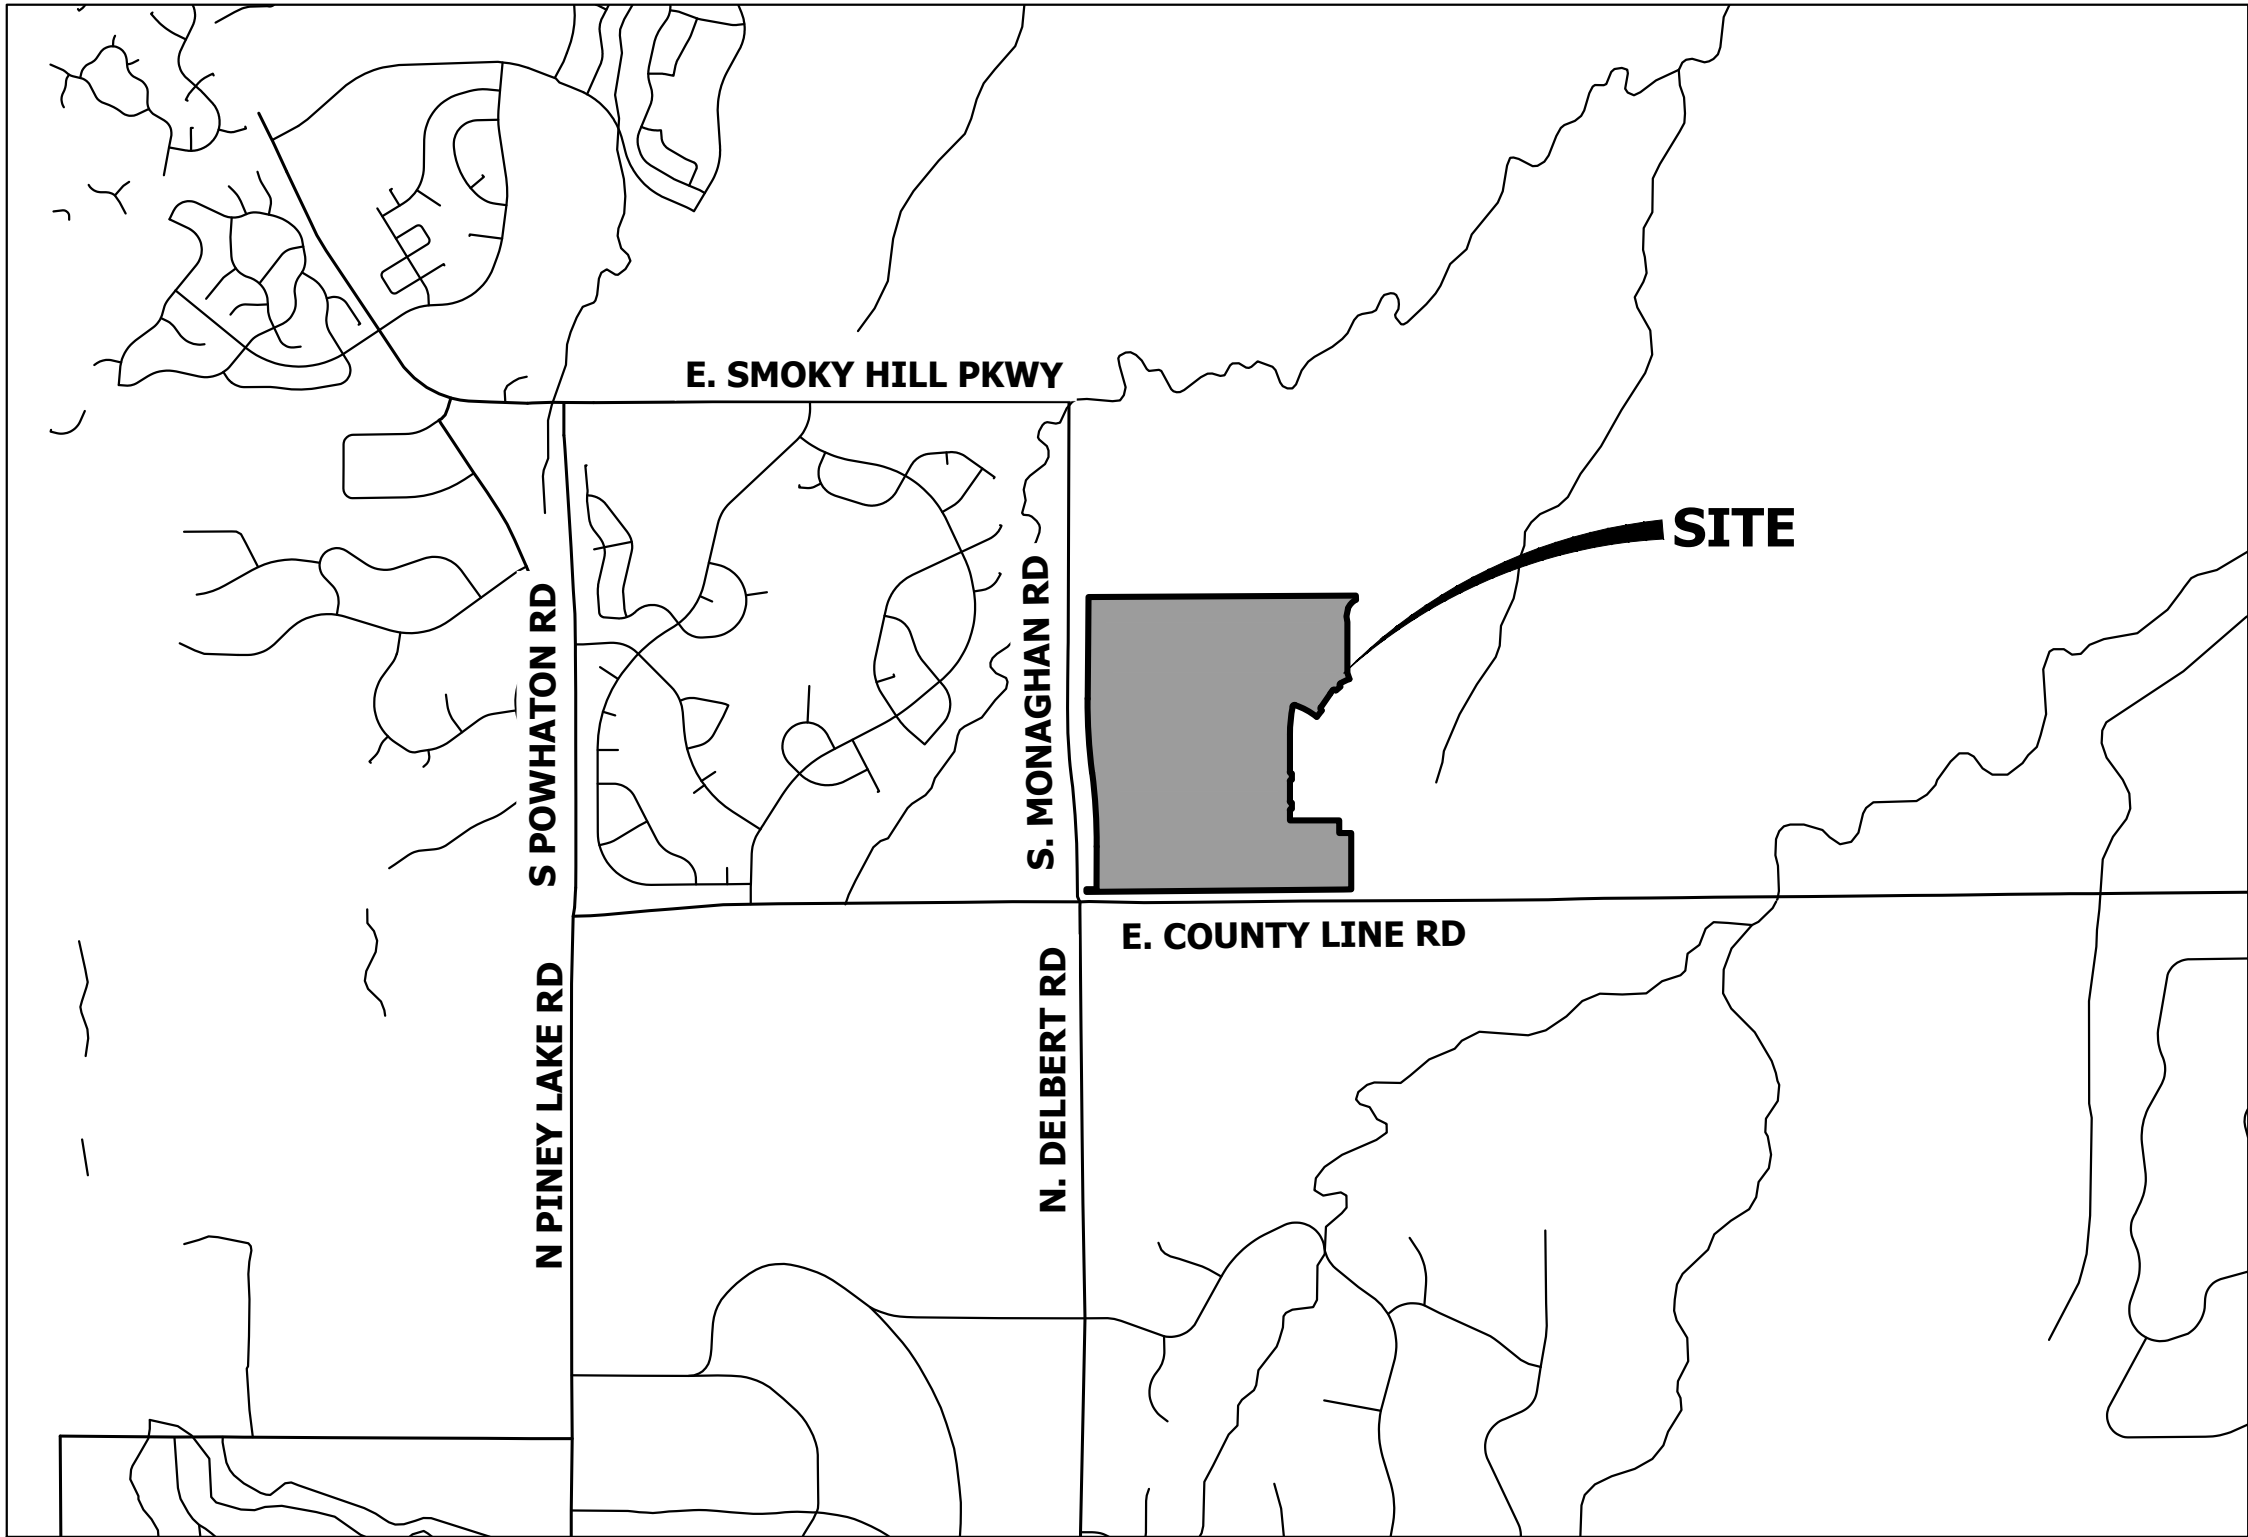 E. SMOKY HILL PKWY
SITE
S POWHATON RD
S. MONAGHAN RD
E. COUNTY LINE RD
N PINEY LAKE RD
N. DELBERT RD